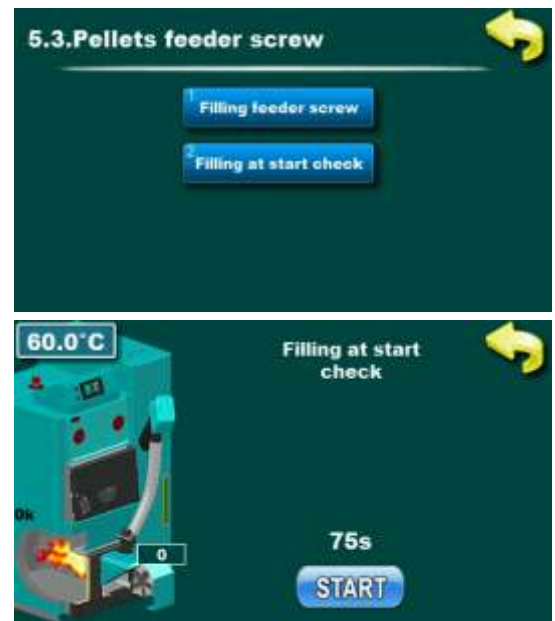 5.3.Pellets feeder screw
1
Filling feeder screw
2
Filling at start check
60.0°C
Filling at start
check
0k
0
75s
START